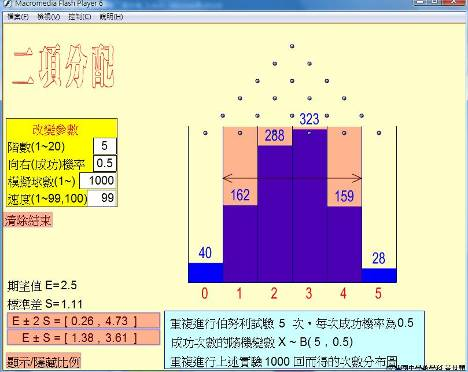 Macromedia Flash Player 6
檔案(F) 檢視(V) 控制(C) 說明(H)
二項分配
改變參數
階數(1~20) 5
向右(成功)機率 0.5
模擬球數(1~) 1000
速度(1~99,100) 99
清除結束
期望值 E=2.5
標準差 S=1.11
E ± 2 S = [ 0.26 , 4.73 ]
E ± S = [ 1.38 , 3.61 ]
顯示/隱藏比例
40 162 288 323 159 28
0 1 2 3 4 5
重複進行伯努利試驗 5 次,每次成功機率為0.5
成功次數的隨機變數 X ~ B( 5 , 0.5 )
重複進行上述實驗 1000 回而得的次數分布圖